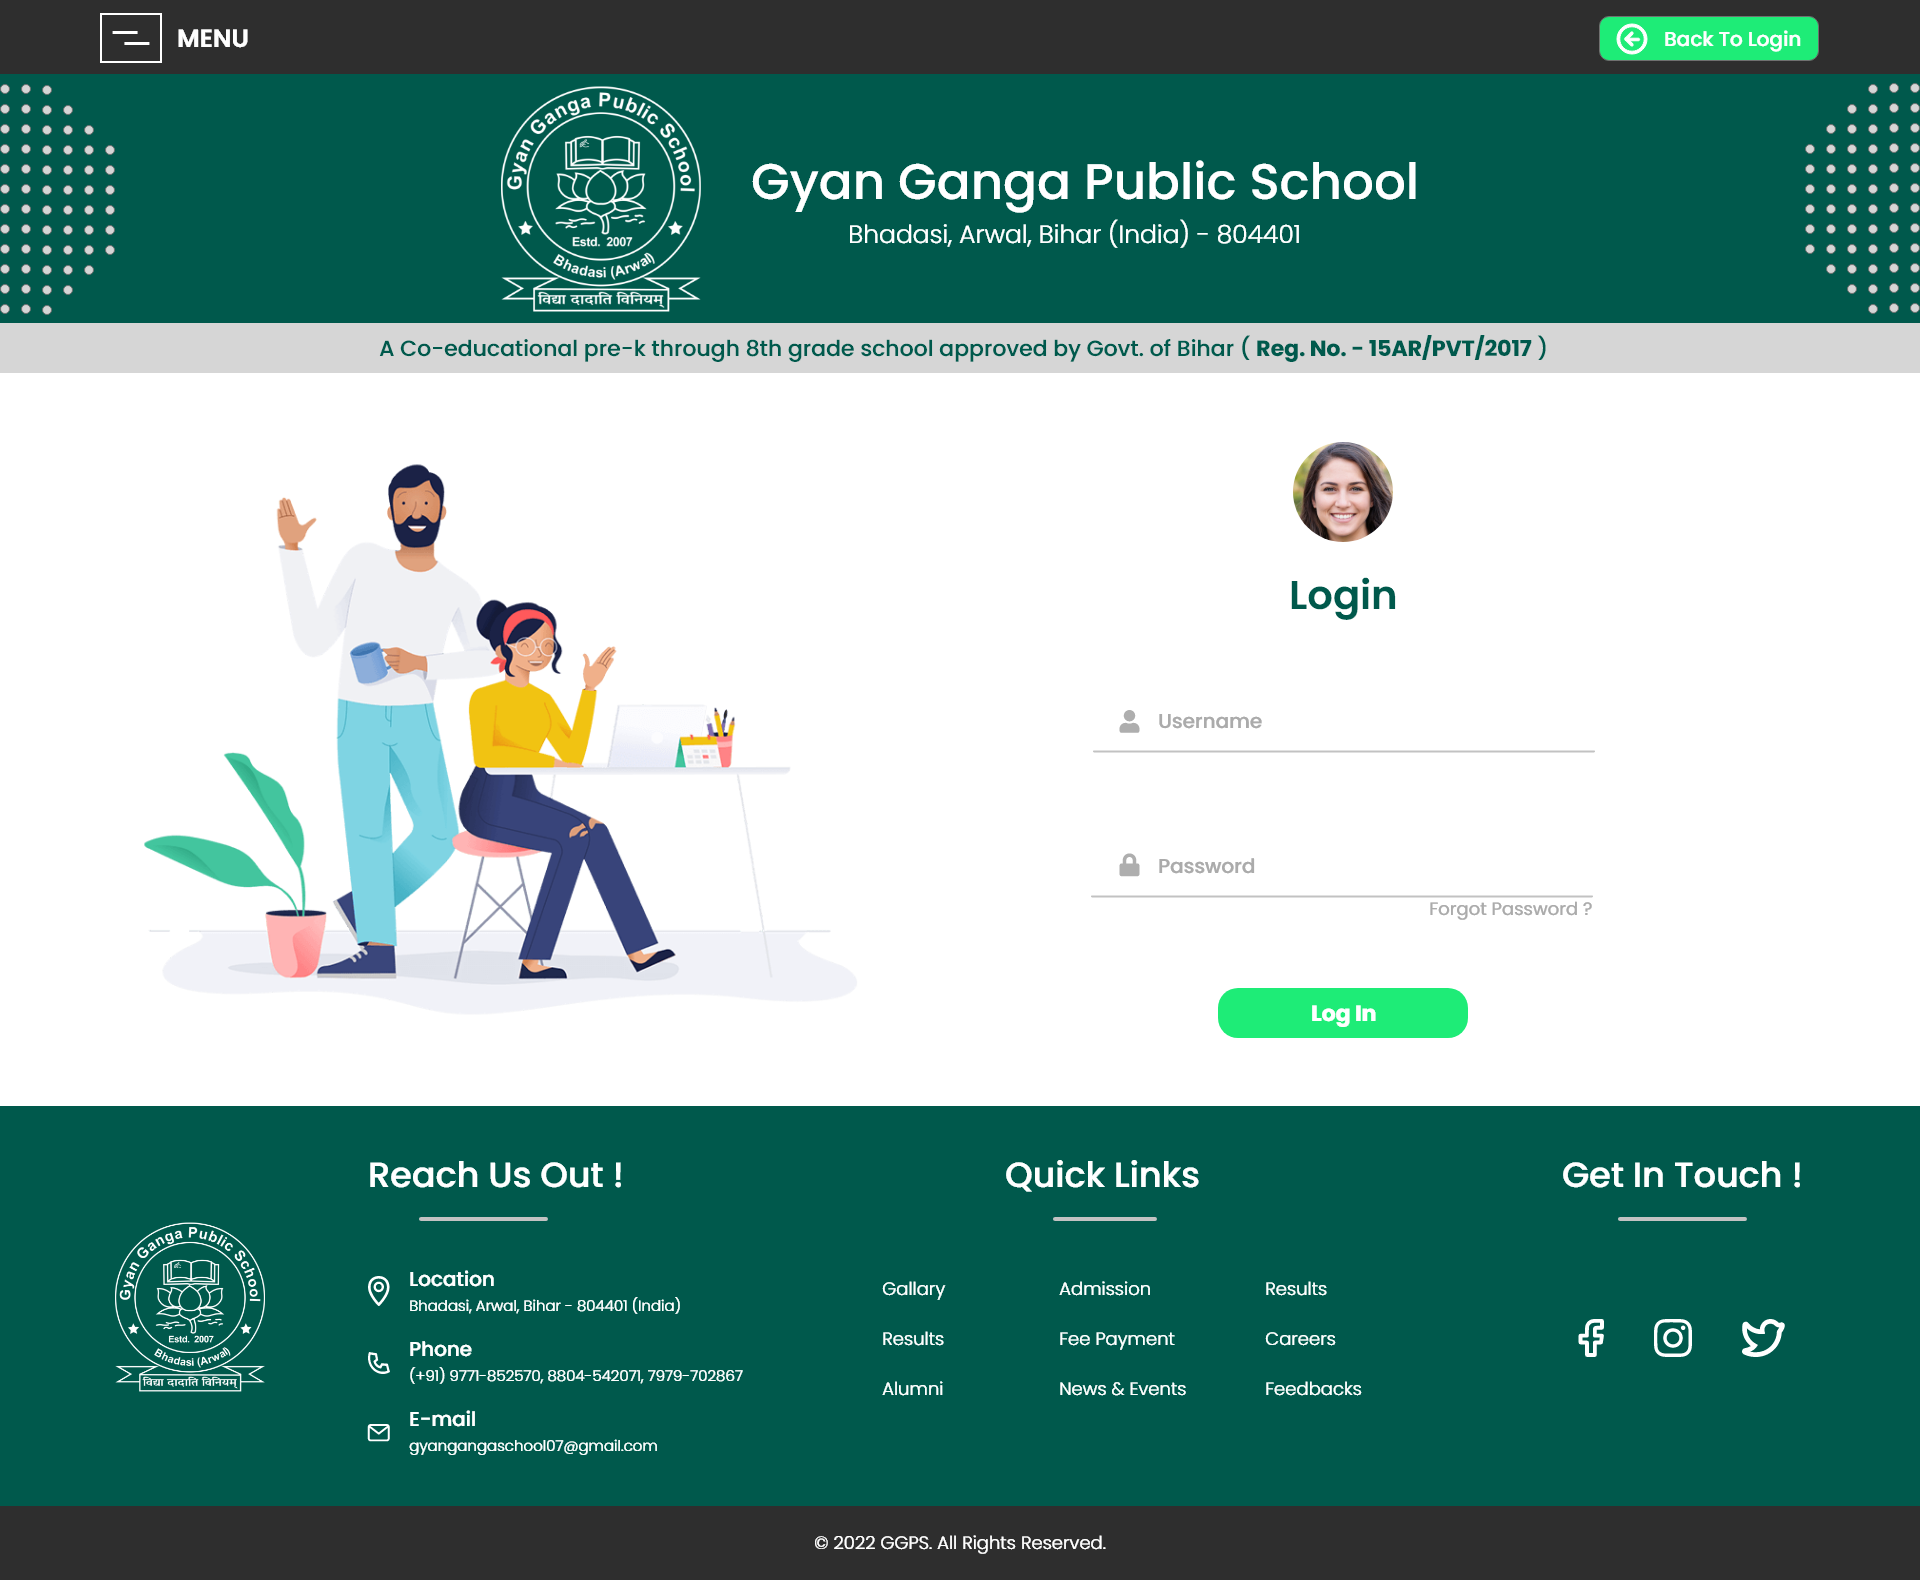 MENU
Back To Login
Gyan Ganga Public School
Estd. 2007
Bhadasi (Arwal)
विद्या दादाति विनियम्
Gyan Ganga Public School
Bhadasi, Arwal, Bihar (India) - 804401
A Co-educational pre-k through 8th grade school approved by Govt. of Bihar ( Reg. No. - 15AR/PVT/2017 )
Login
Username
Password
Forgot Password ?
Log In
Gyan Ganga Public School
Estd. 2007
Bhadasi (Arwal)
विद्या दादाति विनियम्
Reach Us Out !
Location
Bhadasi, Arwal, Bihar - 804401 (India)
Phone
(+91) 9771-852570, 8804-542071, 7979-702867
E-mail
gyangangaschool07@gmail.com
Quick Links
Gallary
Admission
Results
Results
Fee Payment
Careers
Alumni
News & Events
Feedbacks
Get In Touch !
© 2022 GGPS. All Rights Reserved.